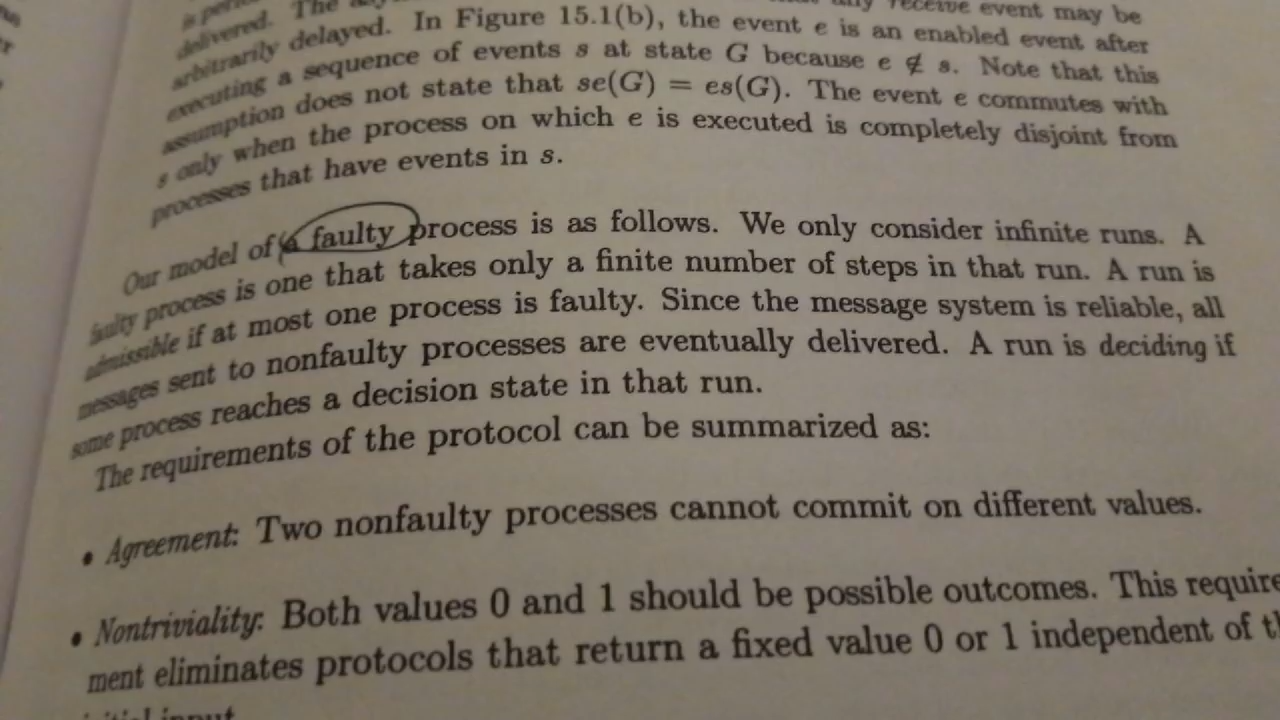 delivered. The any receive event may be
arbitrarily delayed. In Figure 15.1(b), the event e is an enabled event after
executing a sequence of events s at state G because e ∉ s. Note that this
assumption does not state that se(G) = es(G). The event e commutes with
s only when the process on which e is executed is completely disjoint from
processes that have events in s.
Our model of a faulty process is as follows. We only consider infinite runs. A
faulty process is one that takes only a finite number of steps in that run. A run is
admissible if at most one process is faulty. Since the message system is reliable, all
messages sent to nonfaulty processes are eventually delivered. A run is deciding if
some process reaches a decision state in that run.
The requirements of the protocol can be summarized as:
• Agreement: Two nonfaulty processes cannot commit on different values.
• Nontriviality: Both values 0 and 1 should be possible outcomes. This require
ment eliminates protocols that return a fixed value 0 or 1 independent of th
initial input